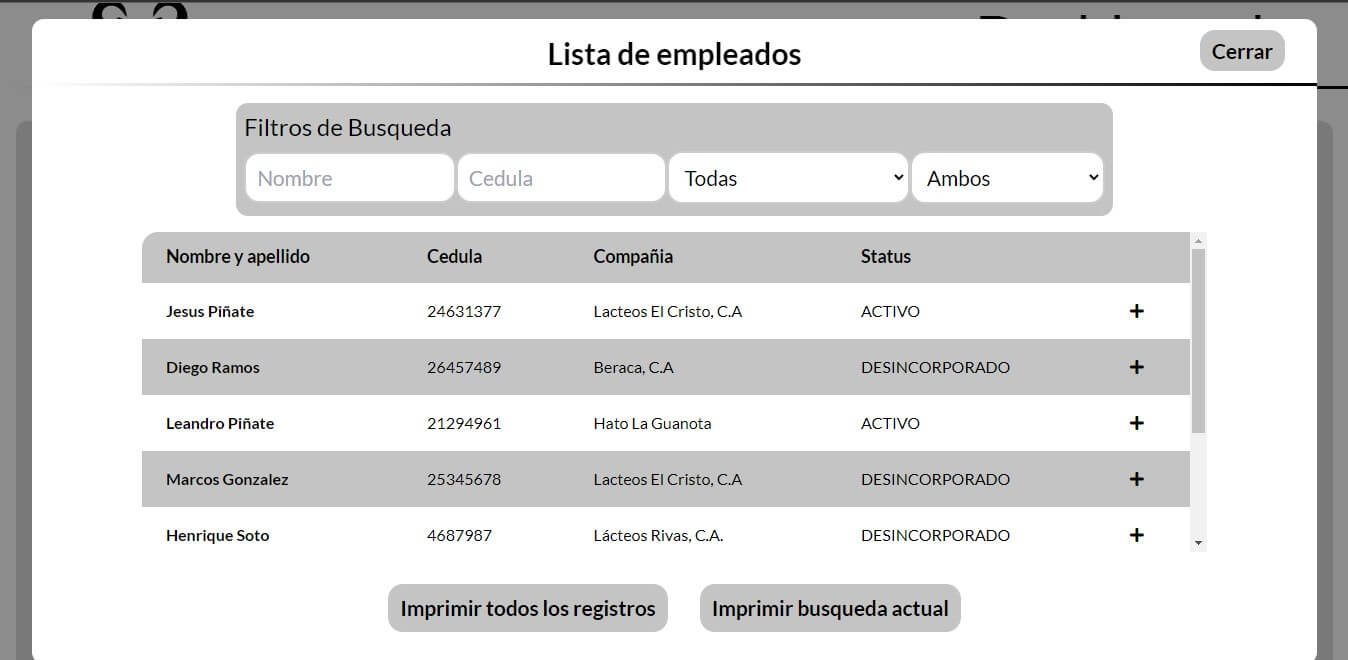 Lista de empleados
Cerrar
Filtros de Busqueda
Nombre Cedula Todas Ambos
Nombre y apellido Cedula Compañia Status
Jesus Piñate 24631377 Lacteos El Cristo, C.A ACTIVO +
Diego Ramos 26457489 Beraca, C.A DESINCORPORADO +
Leandro Piñate 21294961 Hato La Guanota ACTIVO +
Marcos Gonzalez 25345678 Lacteos El Cristo, C.A DESINCORPORADO +
Henrique Soto 4687987 Lácteos Rivas, C.A. DESINCORPORADO +
Imprimir todos los registros Imprimir busqueda actual